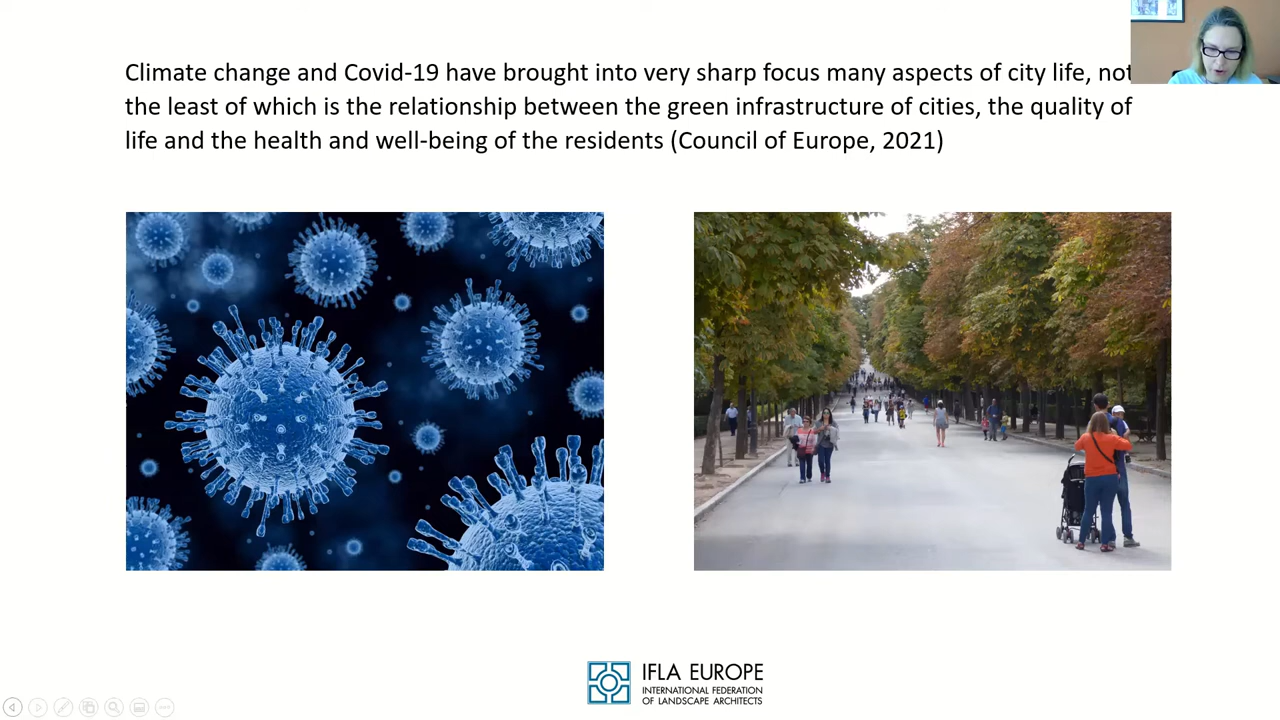 Climate change and Covid-19 have brought into very sharp focus many aspects of city life, not
the least of which is the relationship between the green infrastructure of cities, the quality of
life and the health and well-being of the residents (Council of Europe, 2021)
IFLA EUROPE
INTERNATIONAL FEDERATION
OF LANDSCAPE ARCHITECTS